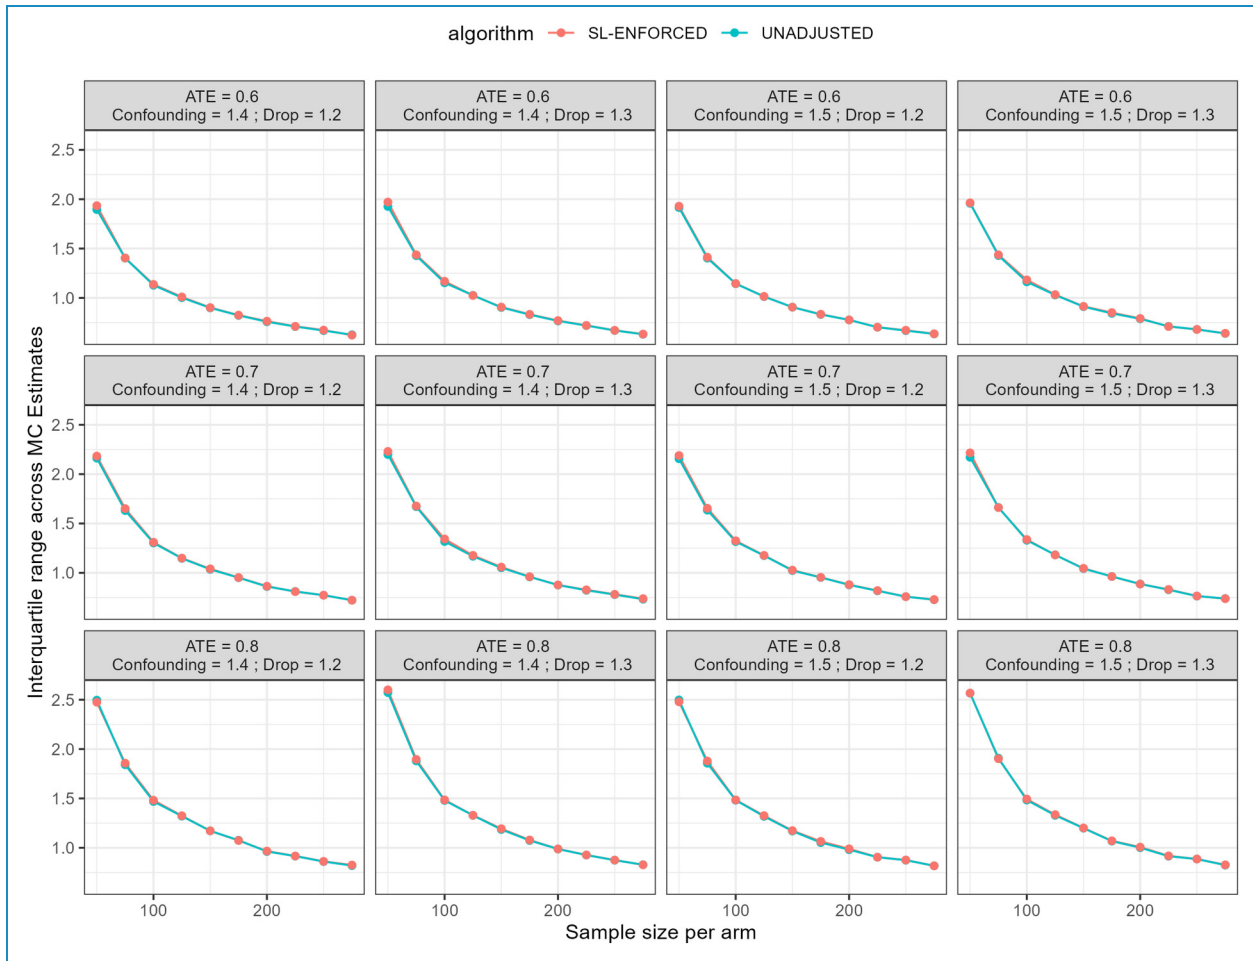 algorithm SL-ENFORCED UNADJUSTED
ATE = 0.6
Confounding = 1.4 ; Drop = 1.2
ATE = 0.6
Confounding = 1.4 ; Drop = 1.3
ATE = 0.6
Confounding = 1.5 ; Drop = 1.2
ATE = 0.6
Confounding = 1.5 ; Drop = 1.3
2.5
2.0
1.5
1.0
ATE = 0.7
Confounding = 1.4 ; Drop = 1.2
ATE = 0.7
Confounding = 1.4 ; Drop = 1.3
ATE = 0.7
Confounding = 1.5 ; Drop = 1.2
ATE = 0.7
Confounding = 1.5 ; Drop = 1.3
2.5
2.0
1.5
1.0
ATE = 0.8
Confounding = 1.4 ; Drop = 1.2
ATE = 0.8
Confounding = 1.4 ; Drop = 1.3
ATE = 0.8
Confounding = 1.5 ; Drop = 1.2
ATE = 0.8
Confounding = 1.5 ; Drop = 1.3
2.5
2.0
1.5
1.0
Interquartile range across MC Estimates
100 200 100 200 100 200 100 200
Sample size per arm